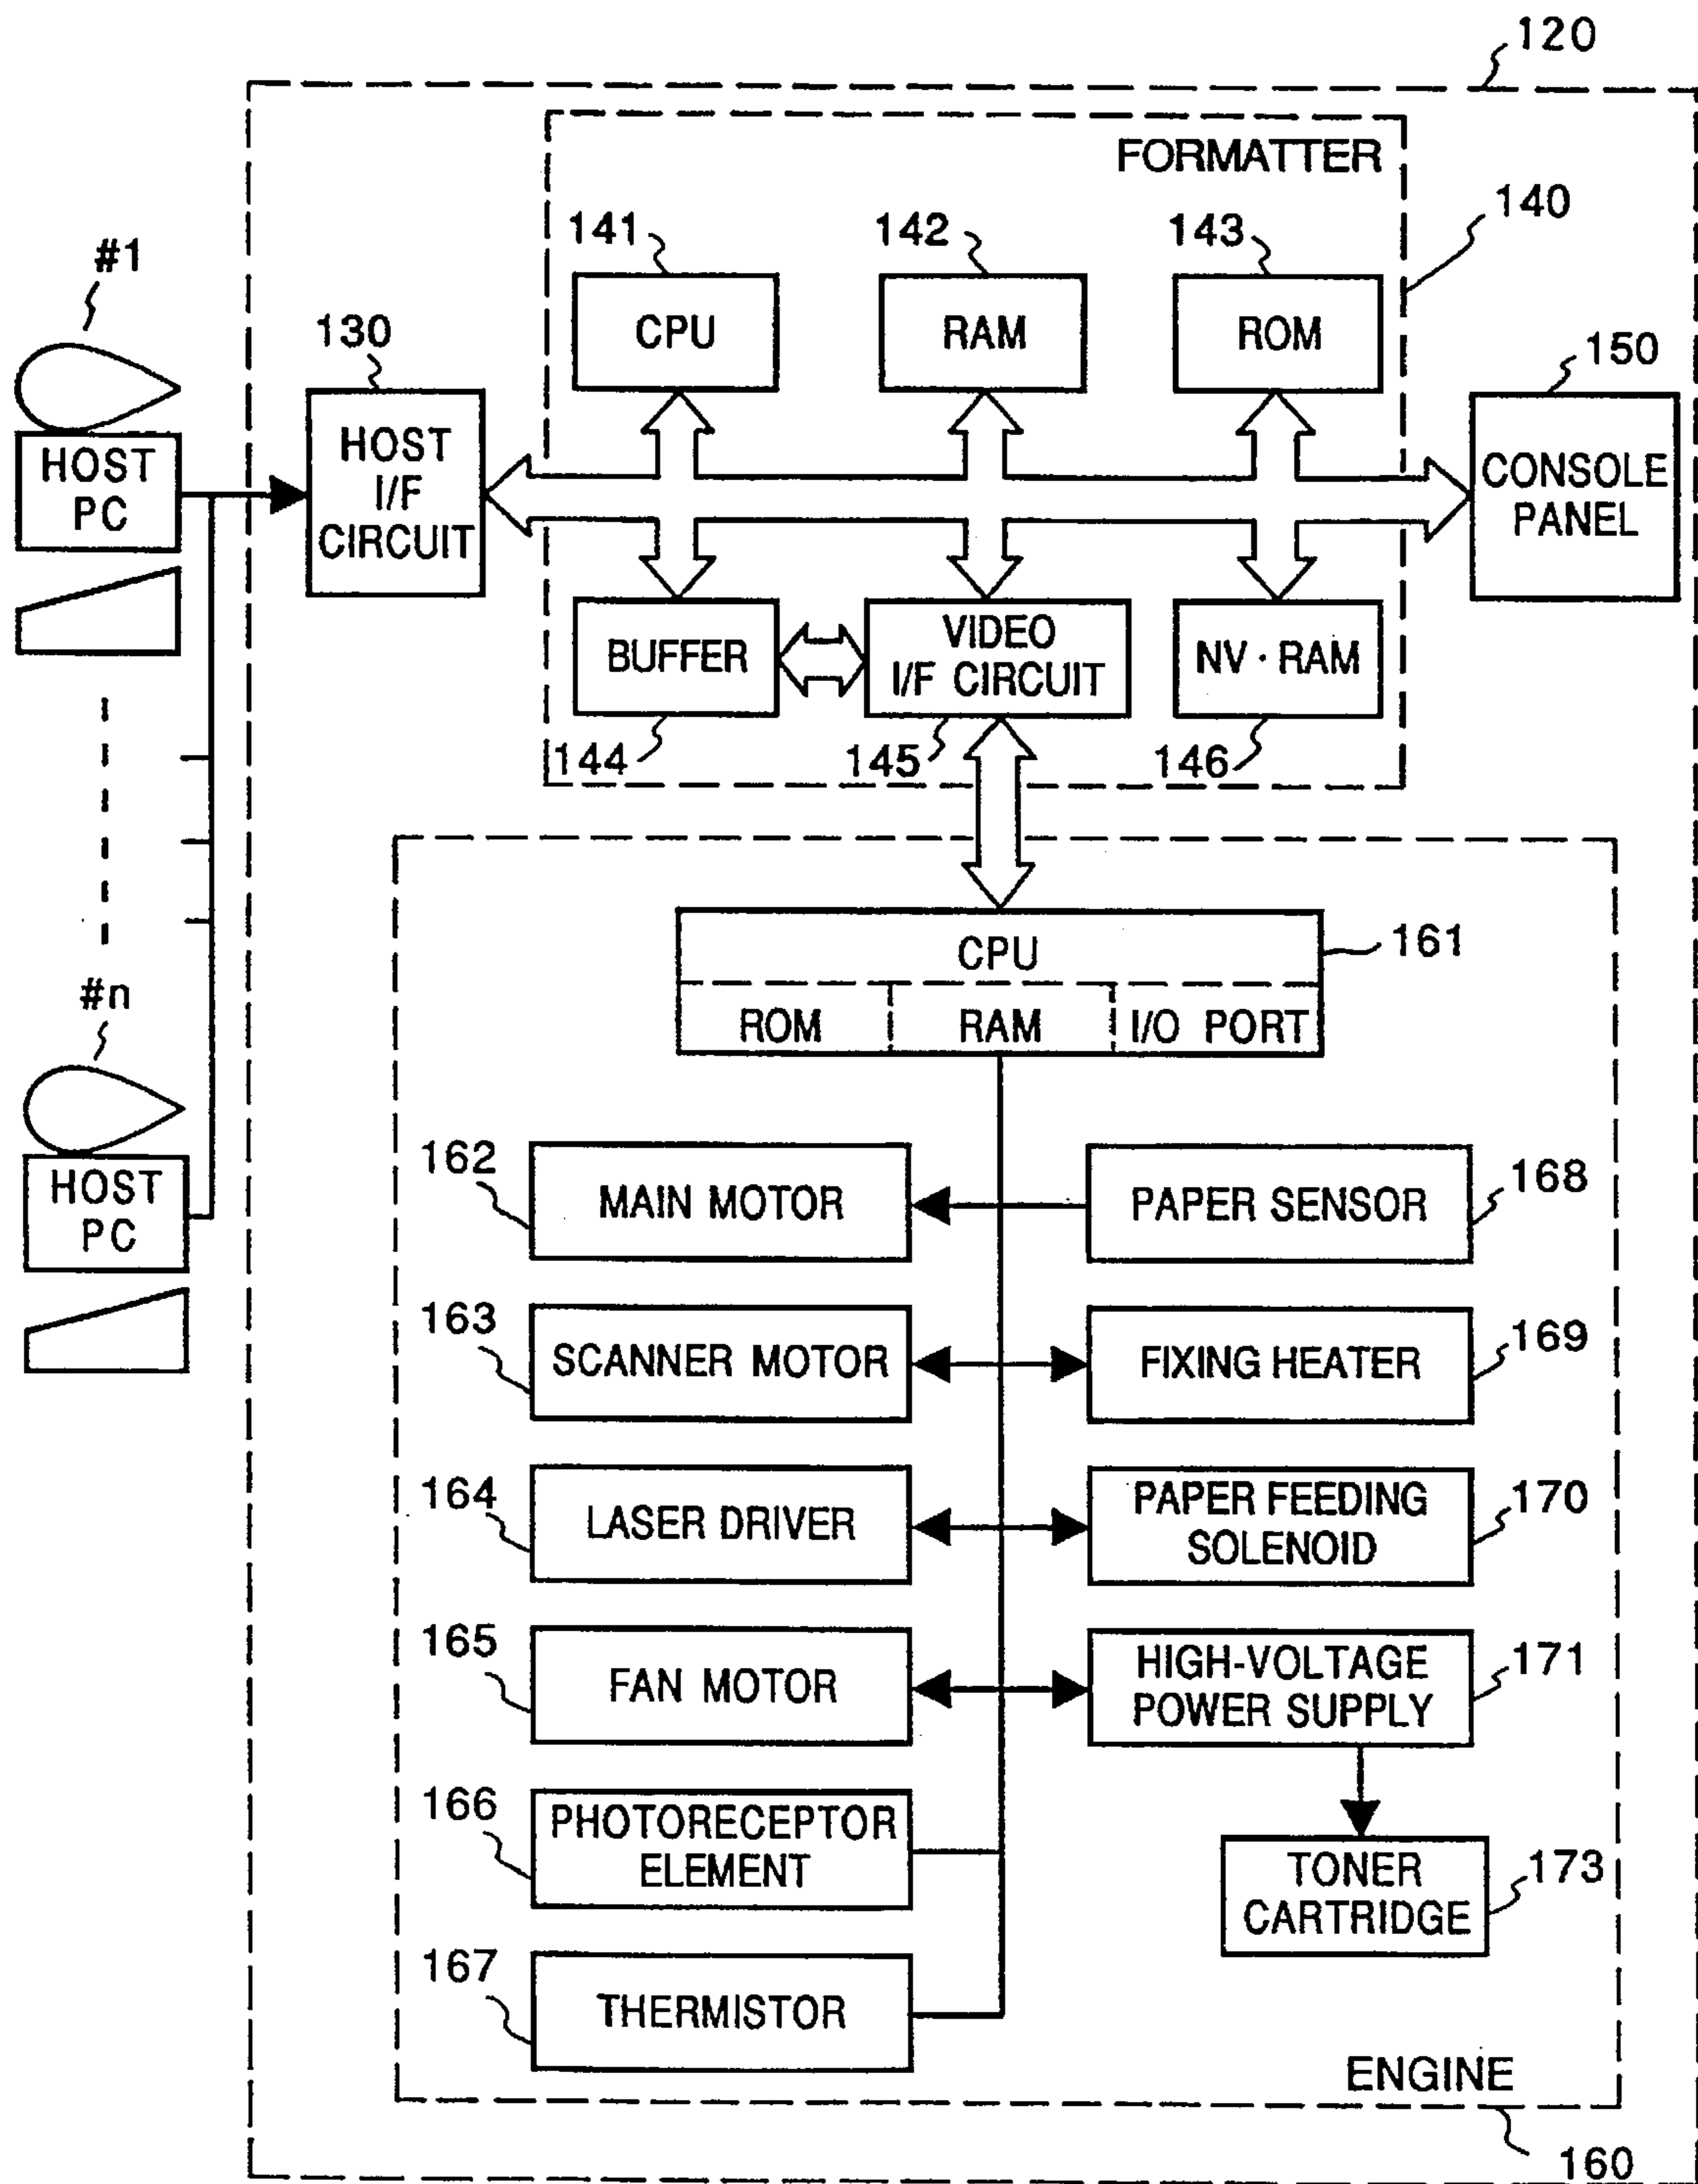 120
FORMATTER
140
141
142
143
#1
CPU
RAM
ROM
130
150
HOST
PC
HOST
I/F
CIRCUIT
CONSOLE
PANEL
BUFFER
VIDEO
I/F CIRCUIT
NV·RAM
144
145
146
CPU
161
ROM
RAM
I/O PORT
#n
HOST
PC
162
MAIN MOTOR
PAPER SENSOR
168
163
SCANNER MOTOR
FIXING HEATER
169
164
LASER DRIVER
PAPER FEEDING
SOLENOID
170
165
FAN MOTOR
HIGH-VOLTAGE
POWER SUPPLY
171
166
PHOTORECEPTOR
ELEMENT
TONER
CARTRIDGE
173
167
THERMISTOR
ENGINE
160